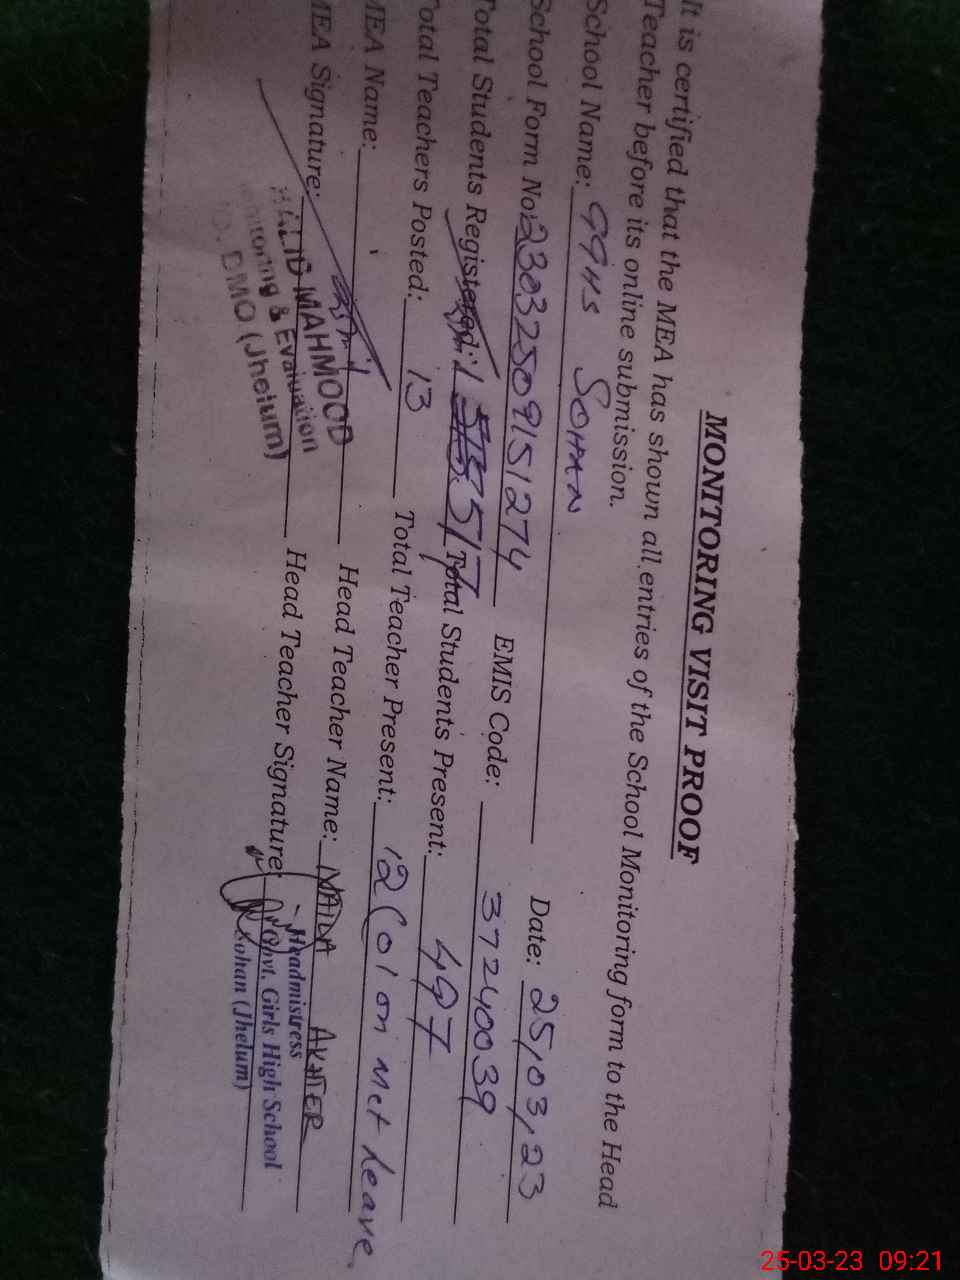 MONITORING VISIT PROOF
It is certified that the MEA has shown all entries of the School Monitoring form to the Head
Teacher before its online submission.
School Name: GGHS SOHAN Date: 25,03,23
School Form No: 23032509151274 EMIS Code: 37240039
Total Students Registered: 517 Total Students Present: 497
Total Teachers Posted: 13 Total Teacher Present: 12 (01 on Met Leave
MEA Name: Head Teacher Name: NAILA AKHTER
MEA Signature: Head Teacher Signature:
KHALID MAHMOOD
Monitoring & Evaluation
DMO (Jhelum)
Headmistress
Govt. Girls High School
Sohan (Jhelum)
25-03-23 09:21